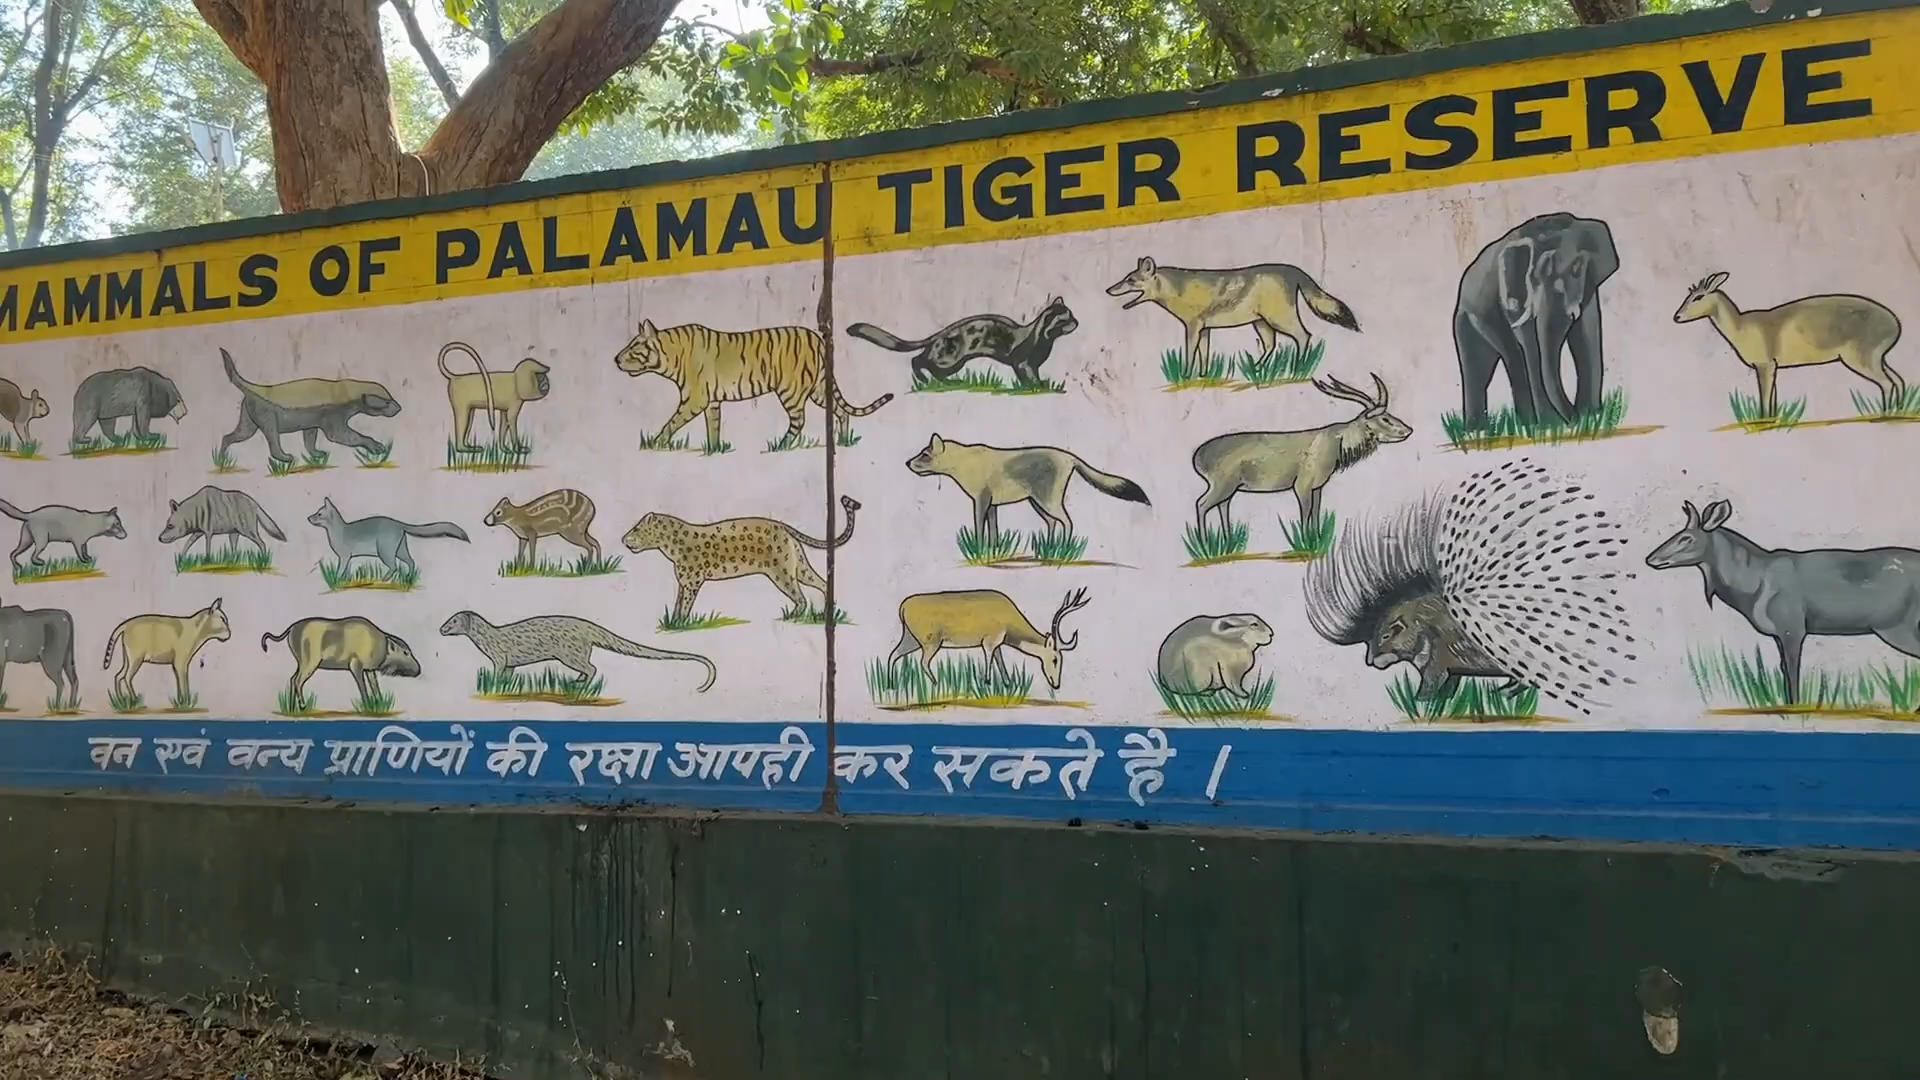 MAMMALS OF PALAMAU TIGER RESERVE
वन एवं वन्य प्राणियों की रक्षा आपही कर सकते है ।